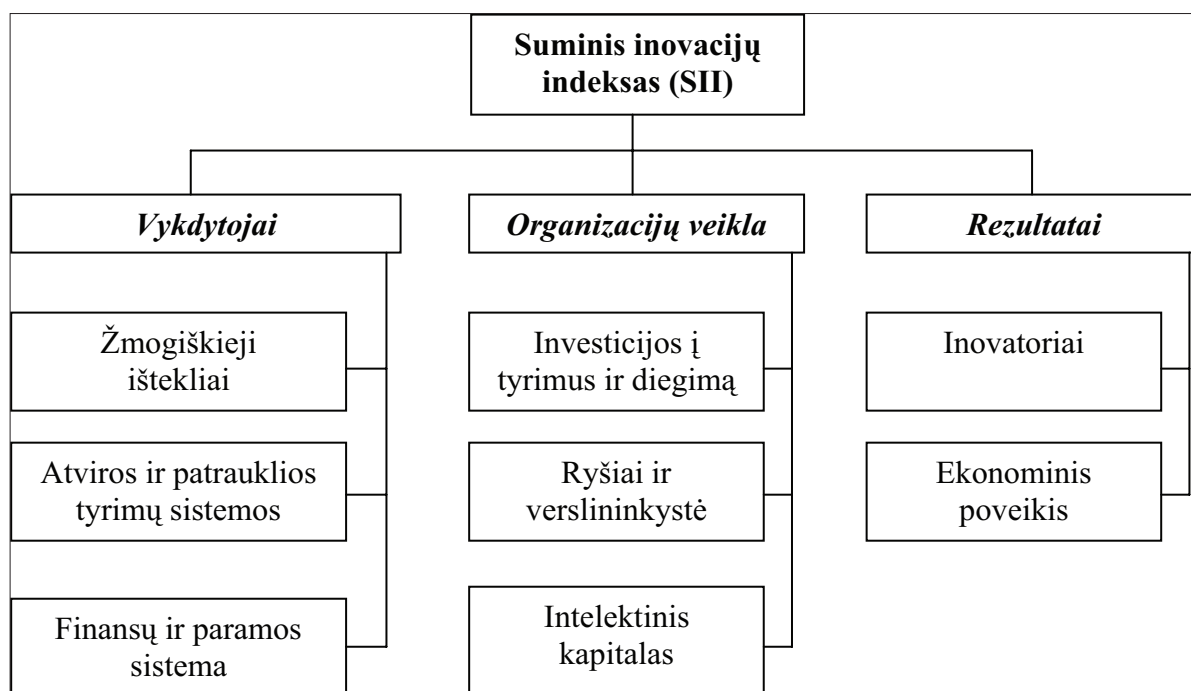 Suminis inovacijų
indeksas (SII)
Vykdytojai
Organizacijų veikla
Rezultatai
Žmogiškieji
ištekliai
Investicijos į
tyrimus ir diegimą
Inovatoriai
Atviros ir patrauklios
tyrimų sistemos
Ryšiai ir
verslininkystė
Ekonominis
poveikis
Finansų ir paramos
sistema
Intelektinis
kapitalas